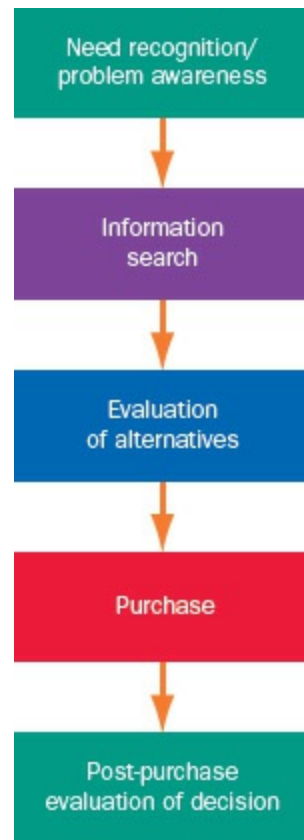 Need recognition/
problem awareness
Information
search
Evaluation
of alternatives
Purchase
Post-purchase
evaluation of decision